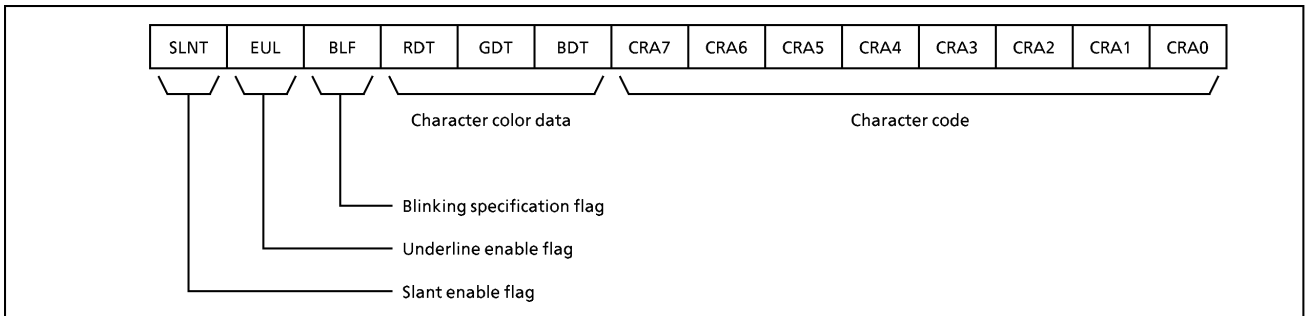 SLNT EUL BLF RDT GDT BDT CRA7 CRA6 CRA5 CRA4 CRA3 CRA2 CRA1 CRA0
Character color data Character code
Blinking specification flag
Underline enable flag
Slant enable flag